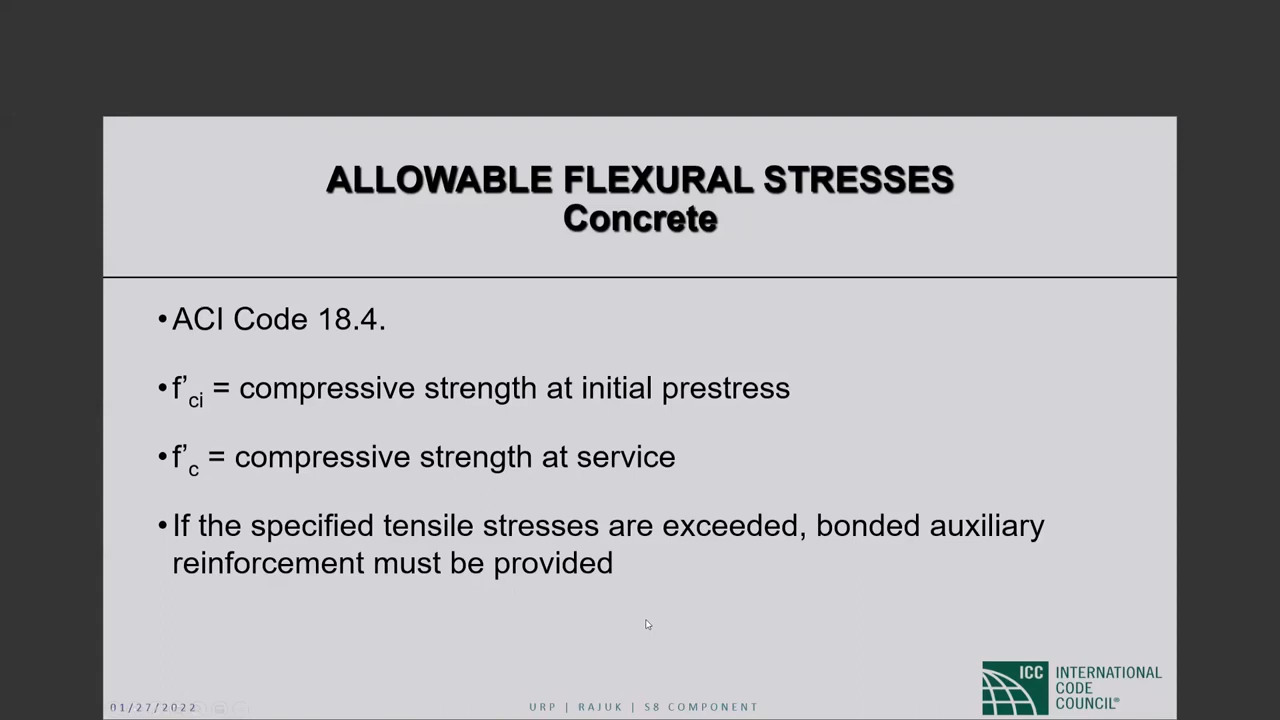 ALLOWABLE FLEXURAL STRESSES
Concrete
•ACI Code 18.4.
•f’ci = compressive strength at initial prestress
•f’c = compressive strength at service
•If the specified tensile stresses are exceeded, bonded auxiliary
reinforcement must be provided
ICC INTERNATIONAL
CODE
COUNCIL®
01/27/2022
URP | RAJUK | S8 COMPONENT